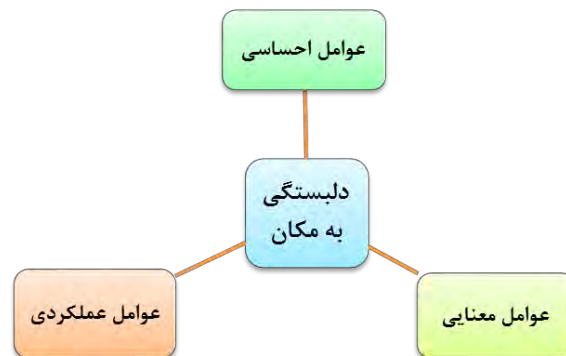 عوامل احساسی
دلبستگی
به مکان
عوامل عملکردی
عوامل معنایی